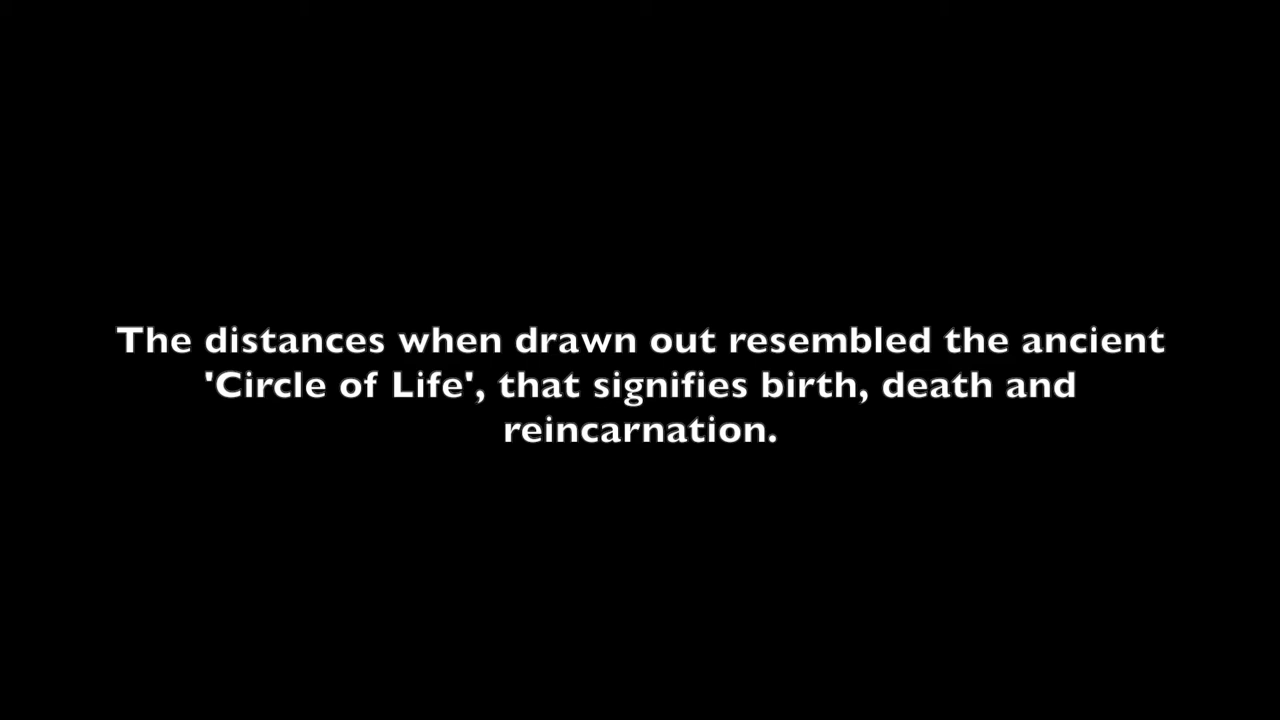 The distances when drawn out resembled the ancient
'Circle of Life', that signifies birth, death and
reincarnation.